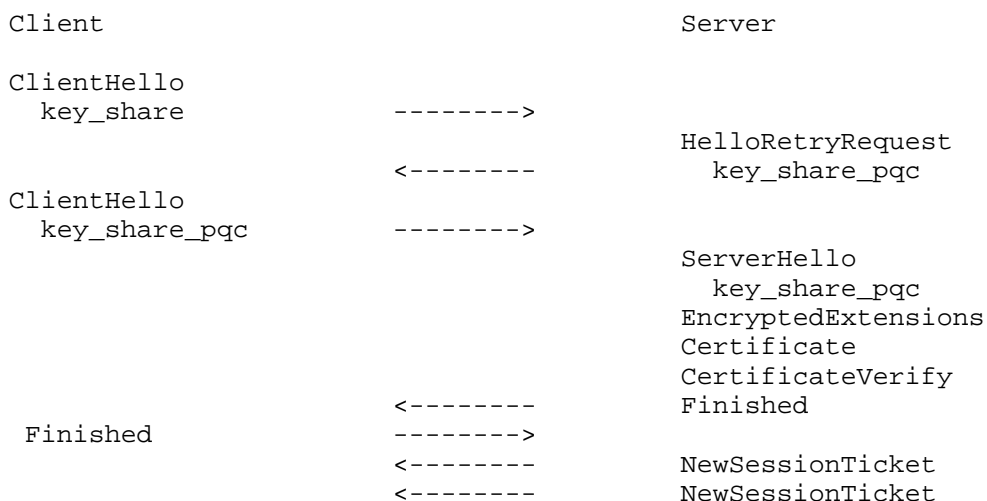 Client Server
ClientHello
key_share -------->
HelloRetryRequest
<-------- key_share_pqc
ClientHello
key_share_pqc -------->
ServerHello
key_share_pqc
EncryptedExtensions
Certificate
CertificateVerify
<-------- Finished
Finished -------->
<-------- NewSessionTicket
<-------- NewSessionTicket